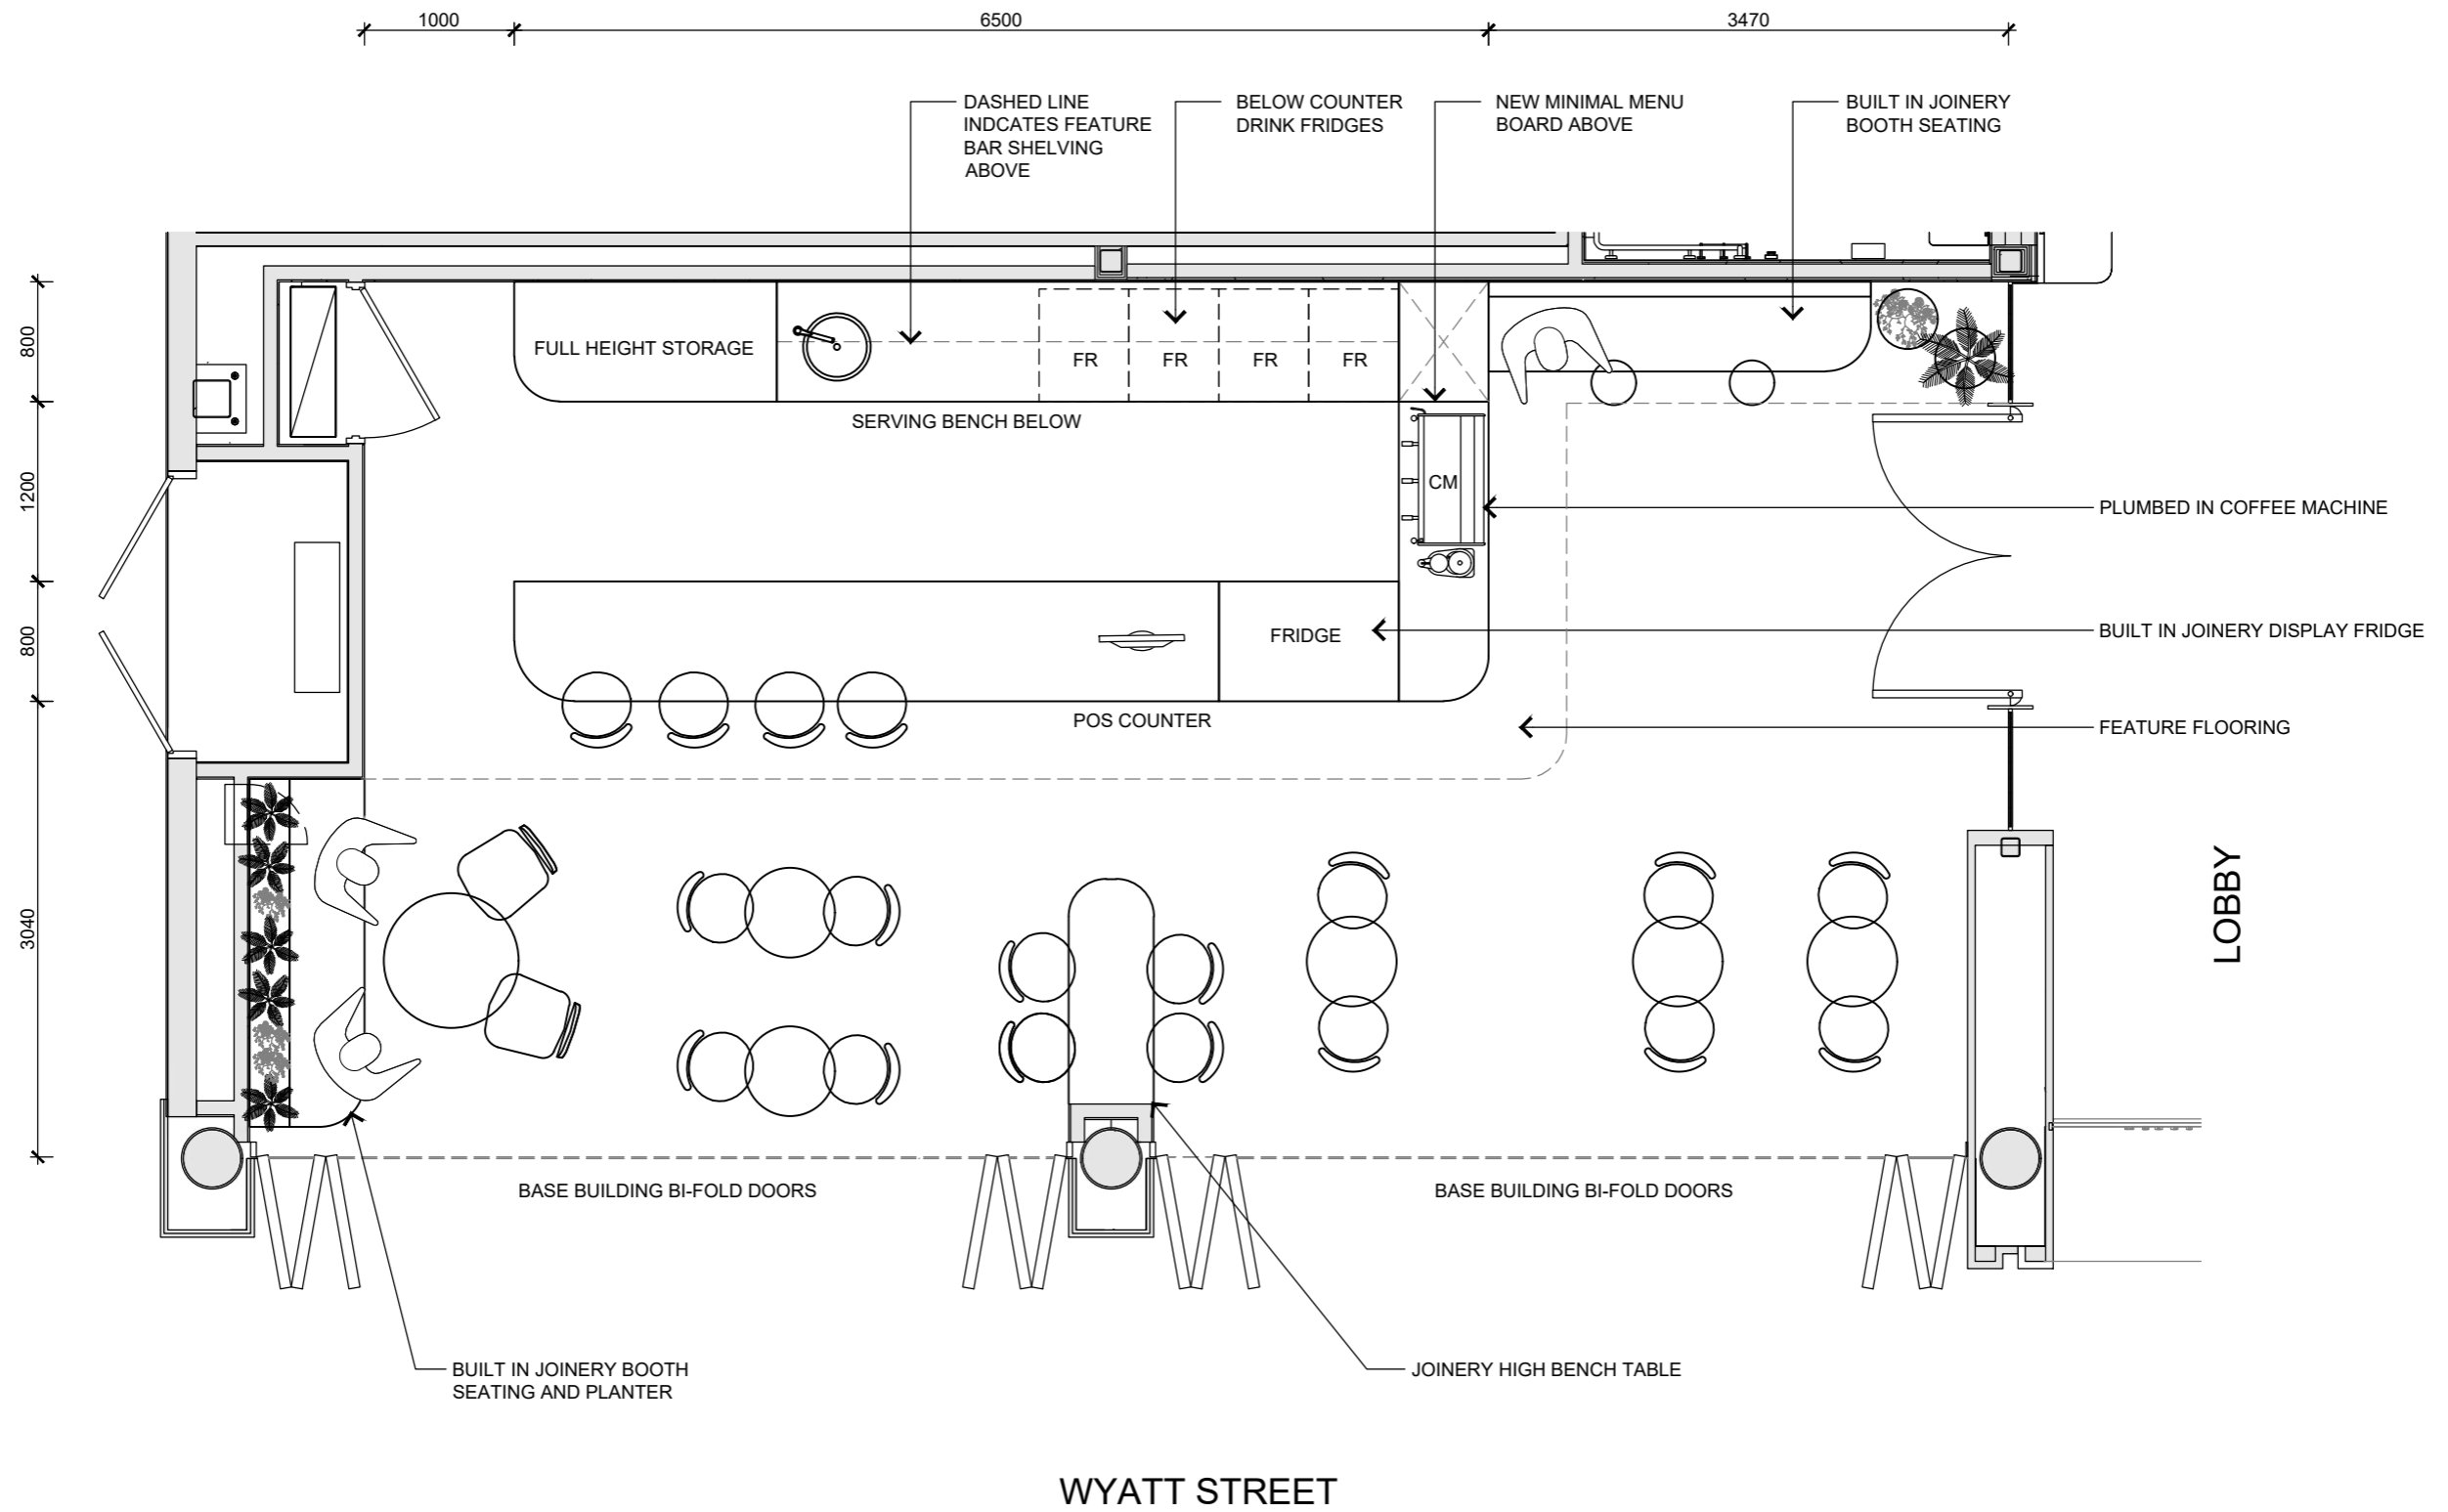 1000
6500
3470
DASHED LINE
INDCATES FEATURE
BAR SHELVING
ABOVE
BELOW COUNTER
DRINK FRIDGES
NEW MINIMAL MENU
BOARD ABOVE
BUILT IN JOINERY
BOOTH SEATING
800
FULL HEIGHT STORAGE
FR
FR
FR
FR
SERVING BENCH BELOW
1200
CM
PLUMBED IN COFFEE MACHINE
800
FRIDGE
BUILT IN JOINERY DISPLAY FRIDGE
POS COUNTER
FEATURE FLOORING
3040
LOBBY
BASE BUILDING BI-FOLD DOORS
BASE BUILDING BI-FOLD DOORS
BUILT IN JOINERY BOOTH
SEATING AND PLANTER
JOINERY HIGH BENCH TABLE
WYATT STREET